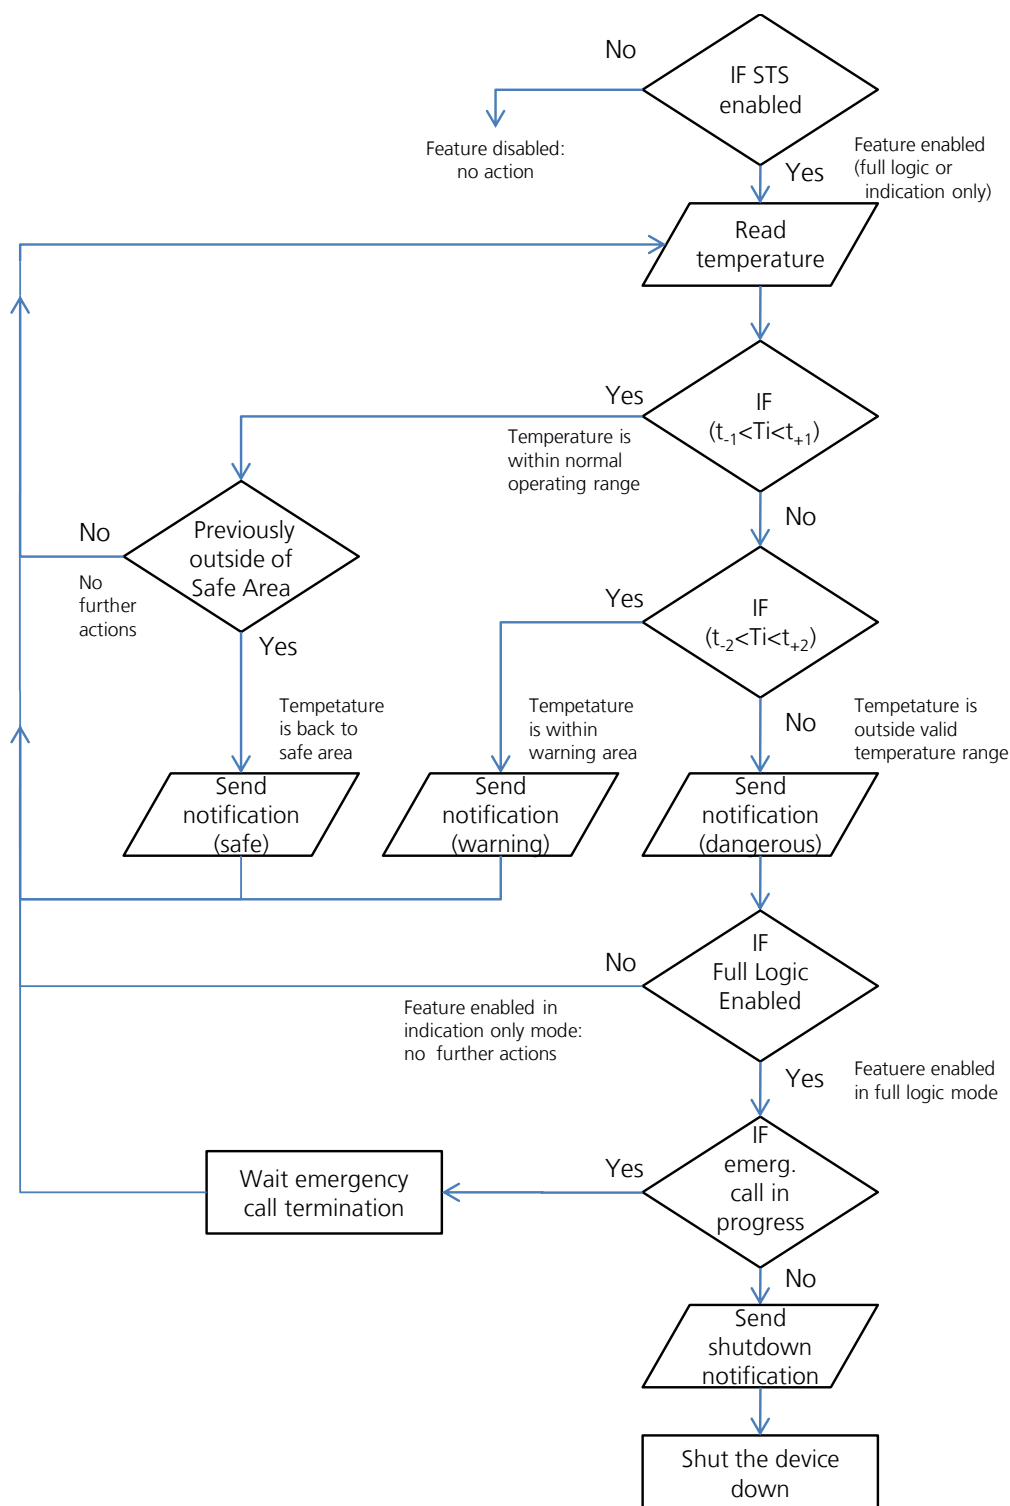 No
IF STS
enabled
Feature disabled:
no action
Yes
Feature enabled
(full logic or
indication only)
Read
temperature
Yes
IF
(t-1<Ti<t+1)
Temperature is
within normal
operating range
No
No
Previously
outside of
Safe Area
No
further
actions
Yes
Yes
IF
(t-2<Ti<t+2)
Tempetature
is back to
safe area
Tempetature
is within
warning area
No
Tempetature is
outside valid
temperature range
Send
notification
(safe)
Send
notification
(warning)
Send
notification
(dangerous)
No
IF
Full Logic
Enabled
Feature enabled in
indication only mode:
no further actions
Yes
Featuere enabled
in full logic mode
Wait emergency
call termination
Yes
IF
emerg.
call in
progress
No
Send
shutdown
notification
Shut the device
down